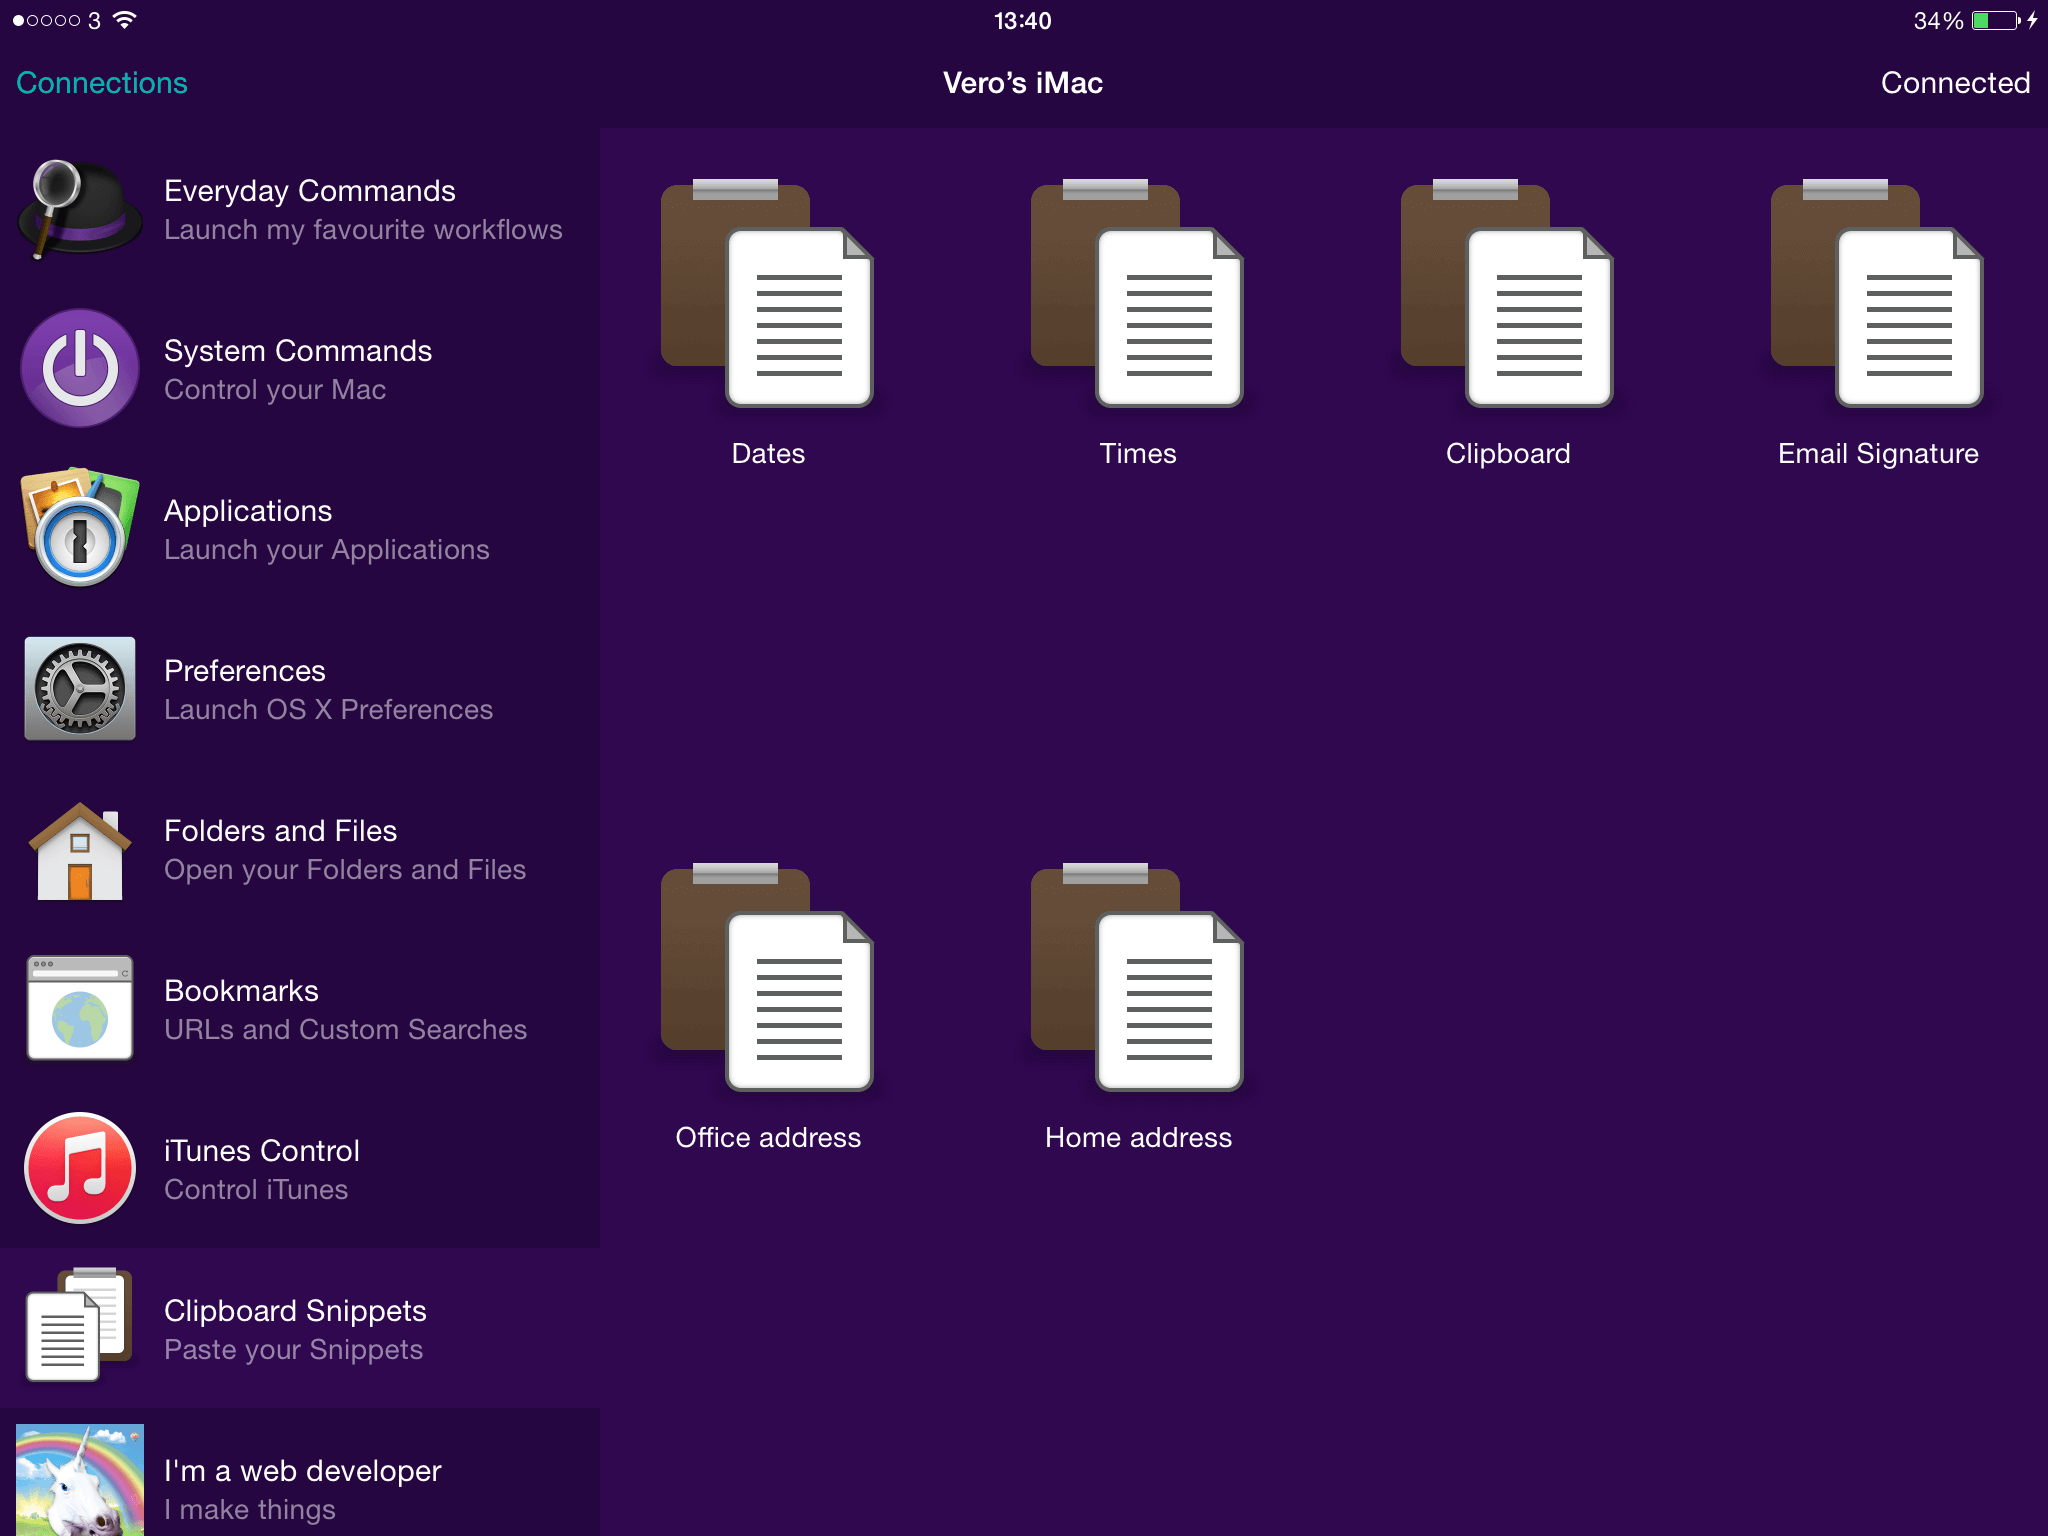 3
13:40
34%
Connections
Vero’s iMac
Connected
Everyday Commands
Launch my favourite workflows
System Commands
Control your Mac
Applications
Launch your Applications
Preferences
Launch OS X Preferences
Folders and Files
Open your Folders and Files
Bookmarks
URLs and Custom Searches
iTunes Control
Control iTunes
Clipboard Snippets
Paste your Snippets
I'm a web developer
I make things
Dates
Times
Clipboard
Email Signature
Office address
Home address